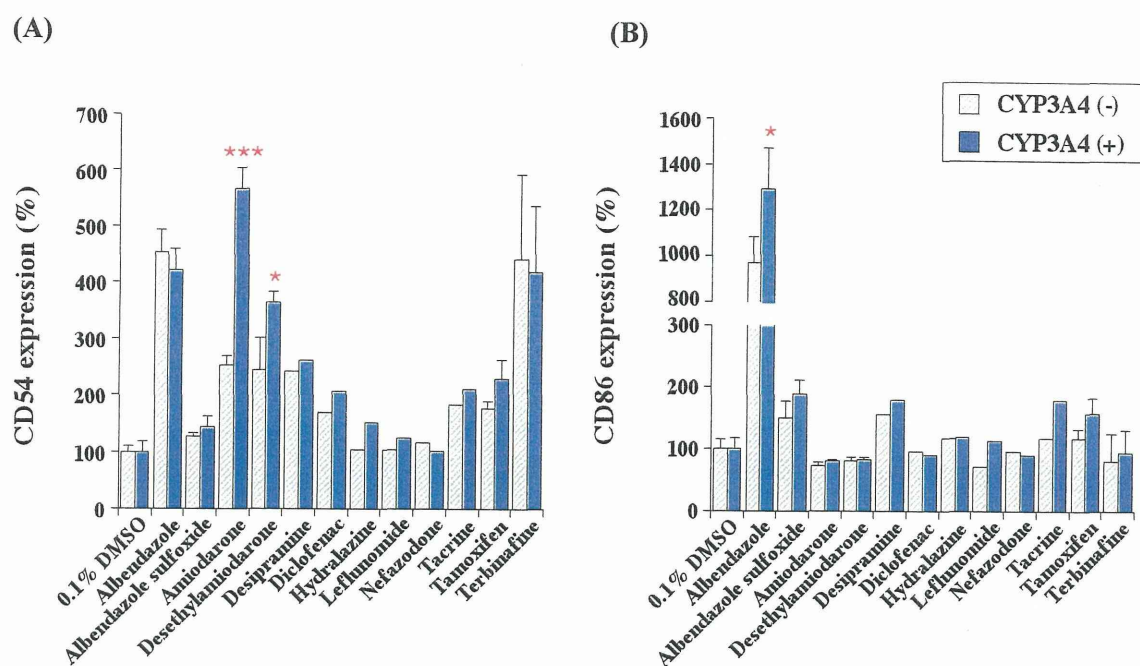 (A)
(B)
CYP3A4 (-)
CYP3A4 (+)
CD54 expression (%)
700
600
500
400
300
200
100
0
***
*
0.1% DMSO
Albendazole
Albendazole sulfoxide
Amiodarone
Desethylamiodarone
Desipramine
Diclofenac
Hydralazine
Leflunomide
Nefazodone
Tacrine
Tamoxifen
Terbinafine
CD86 expression (%)
1600
1400
1200
1000
800
300
200
100
0
*
0.1% DMSO
Albendazole
Albendazole sulfoxide
Amiodarone
Desethylamiodarone
Desipramine
Diclofenac
Hydralazine
Leflunomide
Nefazodone
Tacrine
Tamoxifen
Terbinafine